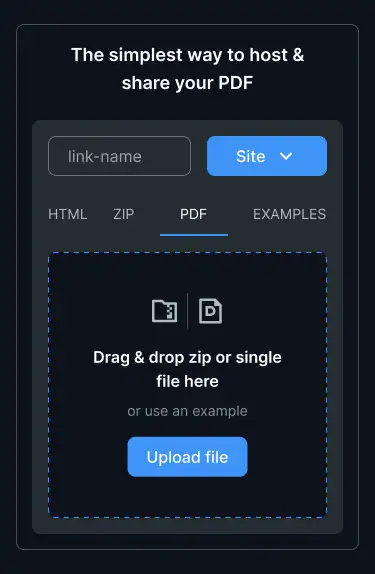 The simplest way to host &
share your PDF
link-name
Site
HTML ZIP PDF EXAMPLES
D
Drag & drop zip or single
file here
or use an example
Upload file